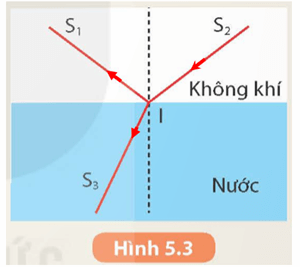 S₁
S₂
Không khí
I
S₃
Nước
Hình 5.3